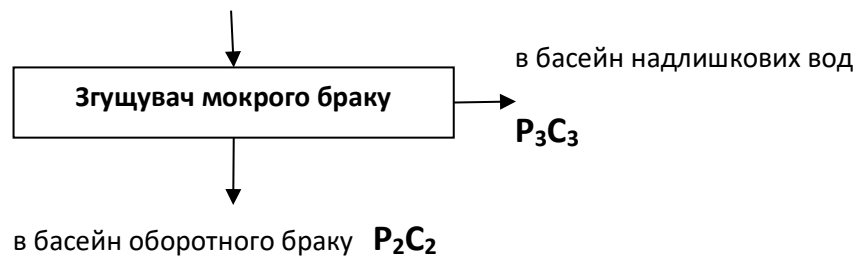 в басейн надлишкових вод
Згущувач мокрого браку
P₃C₃
в басейн оборотного браку P₂C₂